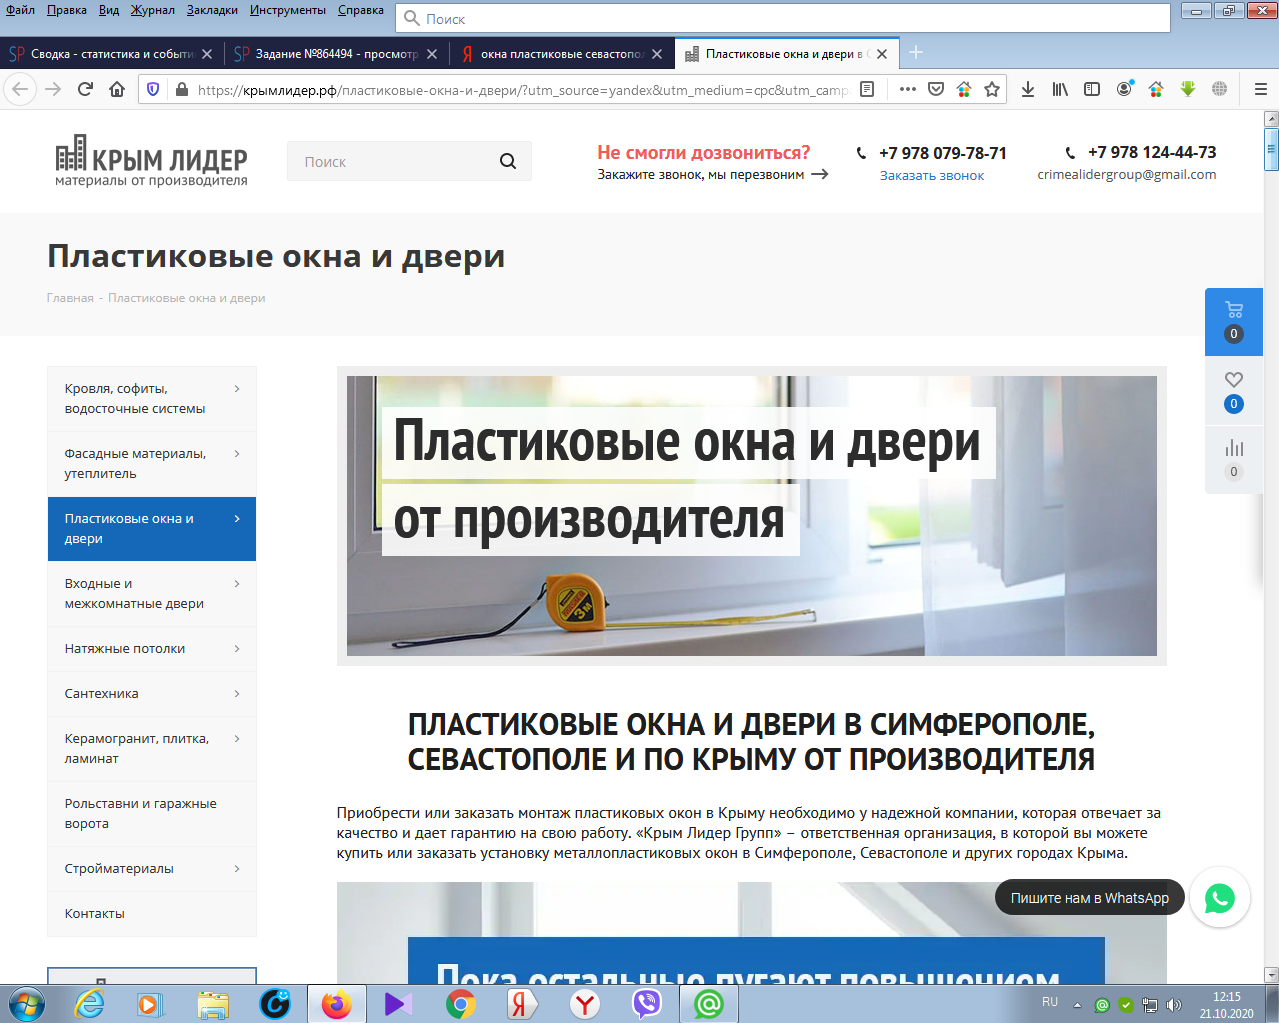 Файл Правка Вид Журнал Закладки Инструменты Справка
Поиск
Сводка - статистика и событи
Задание №864494 - просмотр
окна пластиковые севастопол
Пластиковые окна и двери в С
https://крымлидер.рф/пластиковые-окна-и-двери/?utm_source=yandex&utm_medium=cpc&utm_camp
КРЫМ ЛИДЕР
материалы от производителя
Поиск
Не смогли дозвониться?
Закажите звонок, мы перезвоним
+7 978 079-78-71
Заказать звонок
+7 978 124-44-73
crimealidergroup@gmail.com
Пластиковые окна и двери
Главная - Пластиковые окна и двери
0
0
0
Кровля, софиты,
водосточные системы
Фасадные материалы,
утеплитель
Пластиковые окна и
двери
Входные и
межкомнатные двери
Натяжные потолки
Сантехника
Керамогранит, плитка,
ламинат
Рольставни и гаражные
ворота
Стройматериалы
Контакты
Пластиковые окна и двери
от производителя
3м
ПЛАСТИКОВЫЕ ОКНА И ДВЕРИ В СИМФЕРОПОЛЕ,
СЕВАСТОПОЛЕ И ПО КРЫМУ ОТ ПРОИЗВОДИТЕЛЯ
Приобрести или заказать монтаж пластиковых окон в Крыму необходимо у надежной компании, которая отвечает за
качество и дает гарантию на свою работу. «Крым Лидер Групп» – ответственная организация, в которой вы можете
купить или заказать установку металлопластиковых окон в Симферополе, Севастополе и других городах Крыма.
Пишите нам в WhatsApp
Пока остальные пугают повышением
RU
12:15
21.10.2020